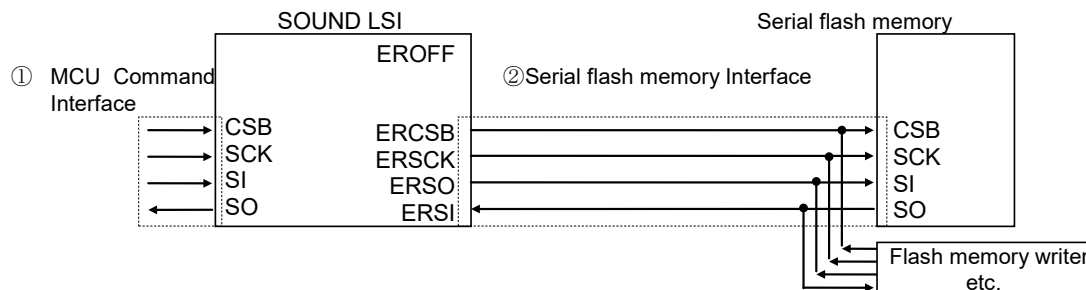 SOUND LSI
Serial flash memory
EROFF
① MCU Command
Interface
②Serial flash memory Interface
CSB
SCK
SI
SO
ERCSB
ERSCK
ERSO
ERSI
CSB
SCK
SI
SO
Flash memory writer
etc.